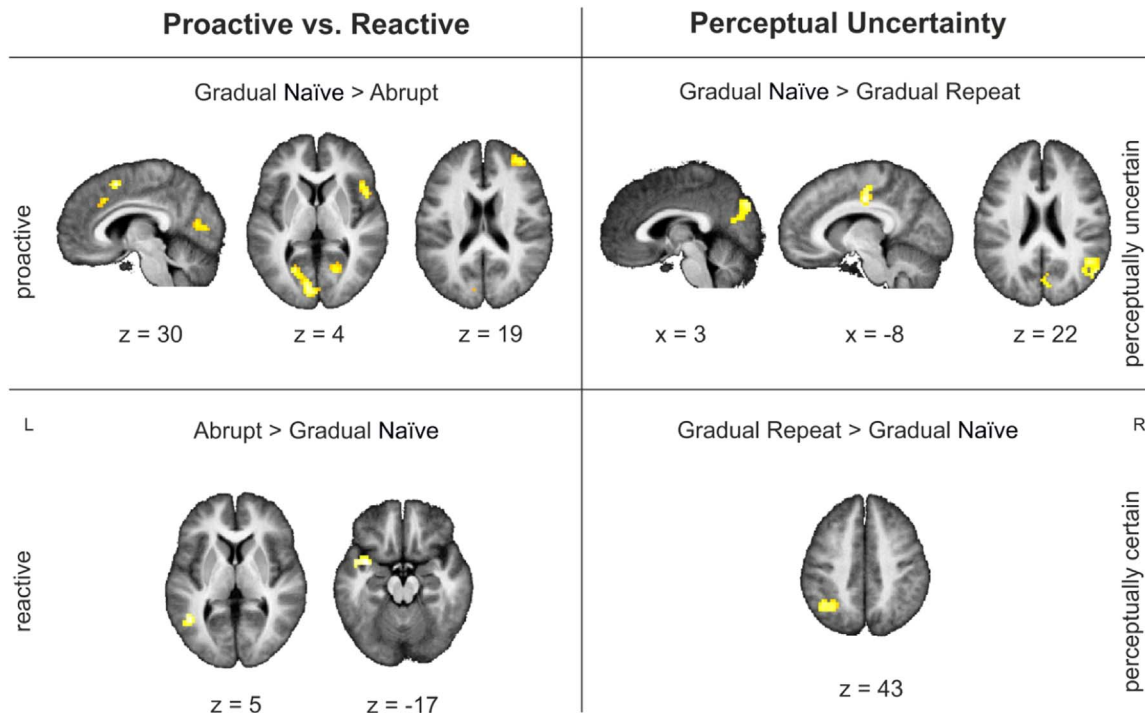 Proactive vs. Reactive
Perceptual Uncertainty
Gradual Naïve > Abrupt
Gradual Naïve > Gradual Repeat
proactive
perceptually uncertain
z = 30
z = 4
z = 19
x = 3
x = -8
z = 22
L
R
Abrupt > Gradual Naïve
Gradual Repeat > Gradual Naïve
reactive
perceptually certain
z = 5
z = -17
z = 43